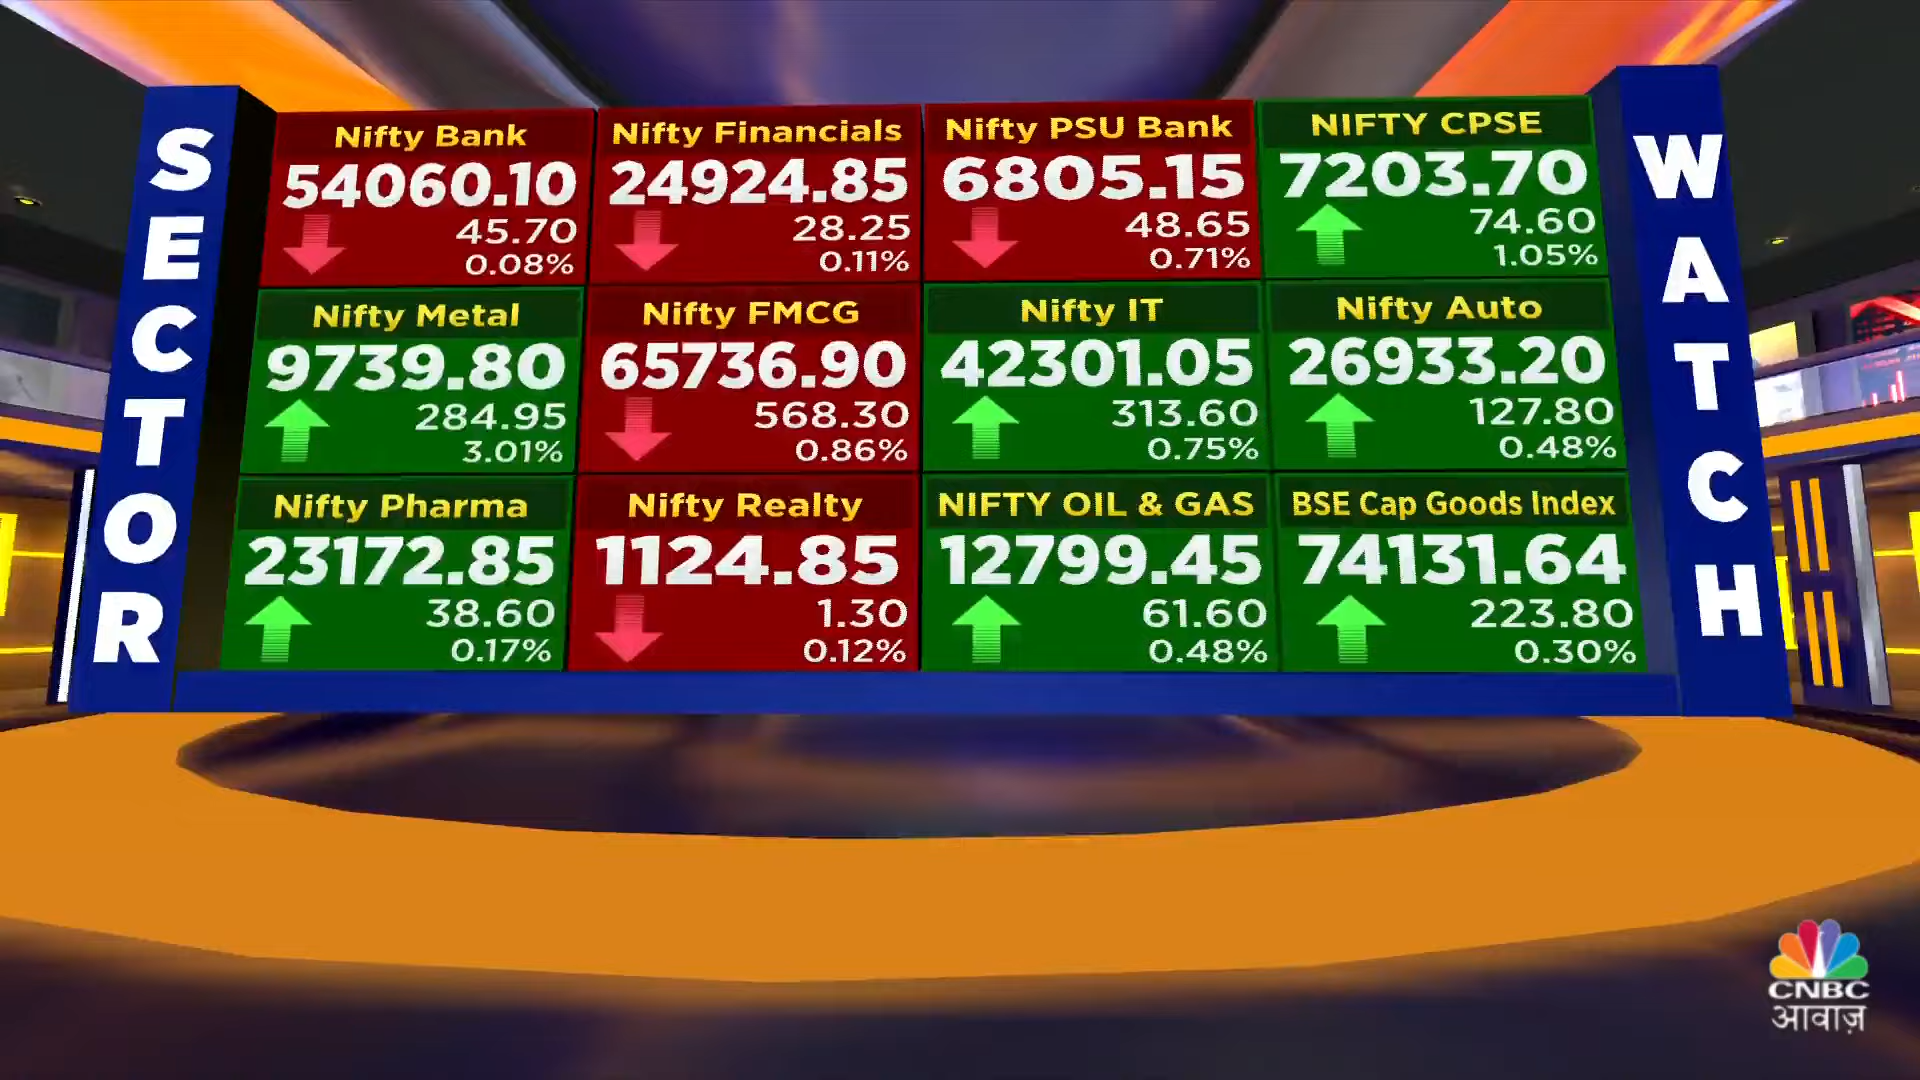 SECTOR
Nifty Bank
54060.10
45.70
0.08%
Nifty Financials
24924.85
28.25
0.11%
Nifty PSU Bank
6805.15
48.65
0.71%
NIFTY CPSE
7203.70
74.60
1.05%
Nifty Metal
9739.80
284.95
3.01%
Nifty FMCG
65736.90
568.30
0.86%
Nifty IT
42301.05
313.60
0.75%
Nifty Auto
26933.20
127.80
0.48%
Nifty Pharma
23172.85
38.60
0.17%
Nifty Realty
1124.85
1.30
0.12%
NIFTY OIL & GAS
12799.45
61.60
0.48%
BSE Cap Goods Index
74131.64
223.80
0.30%
WATCH
CNBC
आवाज़